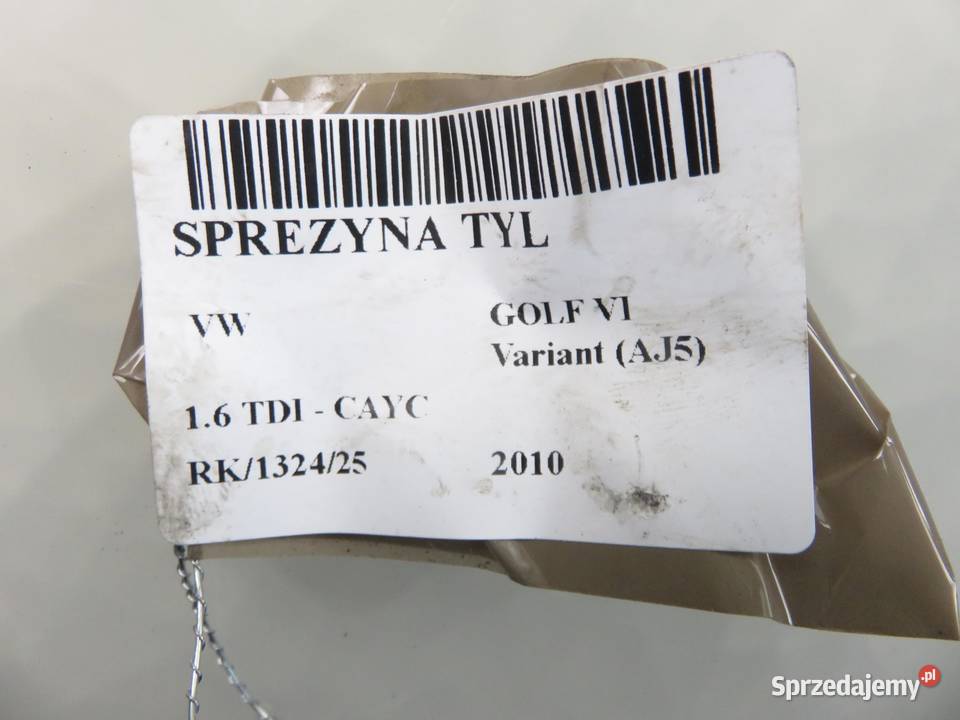 SPREZYNA TYL
VW
GOLF VI
Variant (AJ5)
1.6 TDI - CAYC
RK/1324/25
2010
Sprzedajemy.pl